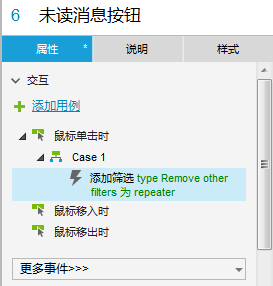 6 未读消息按钮
属性 * 说明 样式
交互
添加用例
鼠标单击时
Case 1
添加筛选 type Remove other
filters 为 repeater
鼠标移入时
鼠标移出时
更多事件>>>